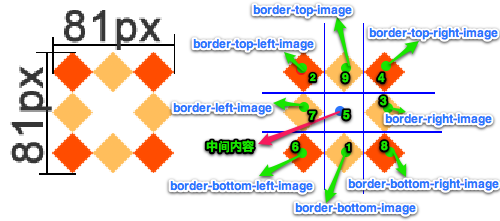 81px
81px
border-top-image
border-top-left-image
border-top-right-image
2
9
4
border-left-image
7
5
3
border-right-image
中间内容
6
1
8
border-bottom-left-image
border-bottom-right-image
border-bottom-image